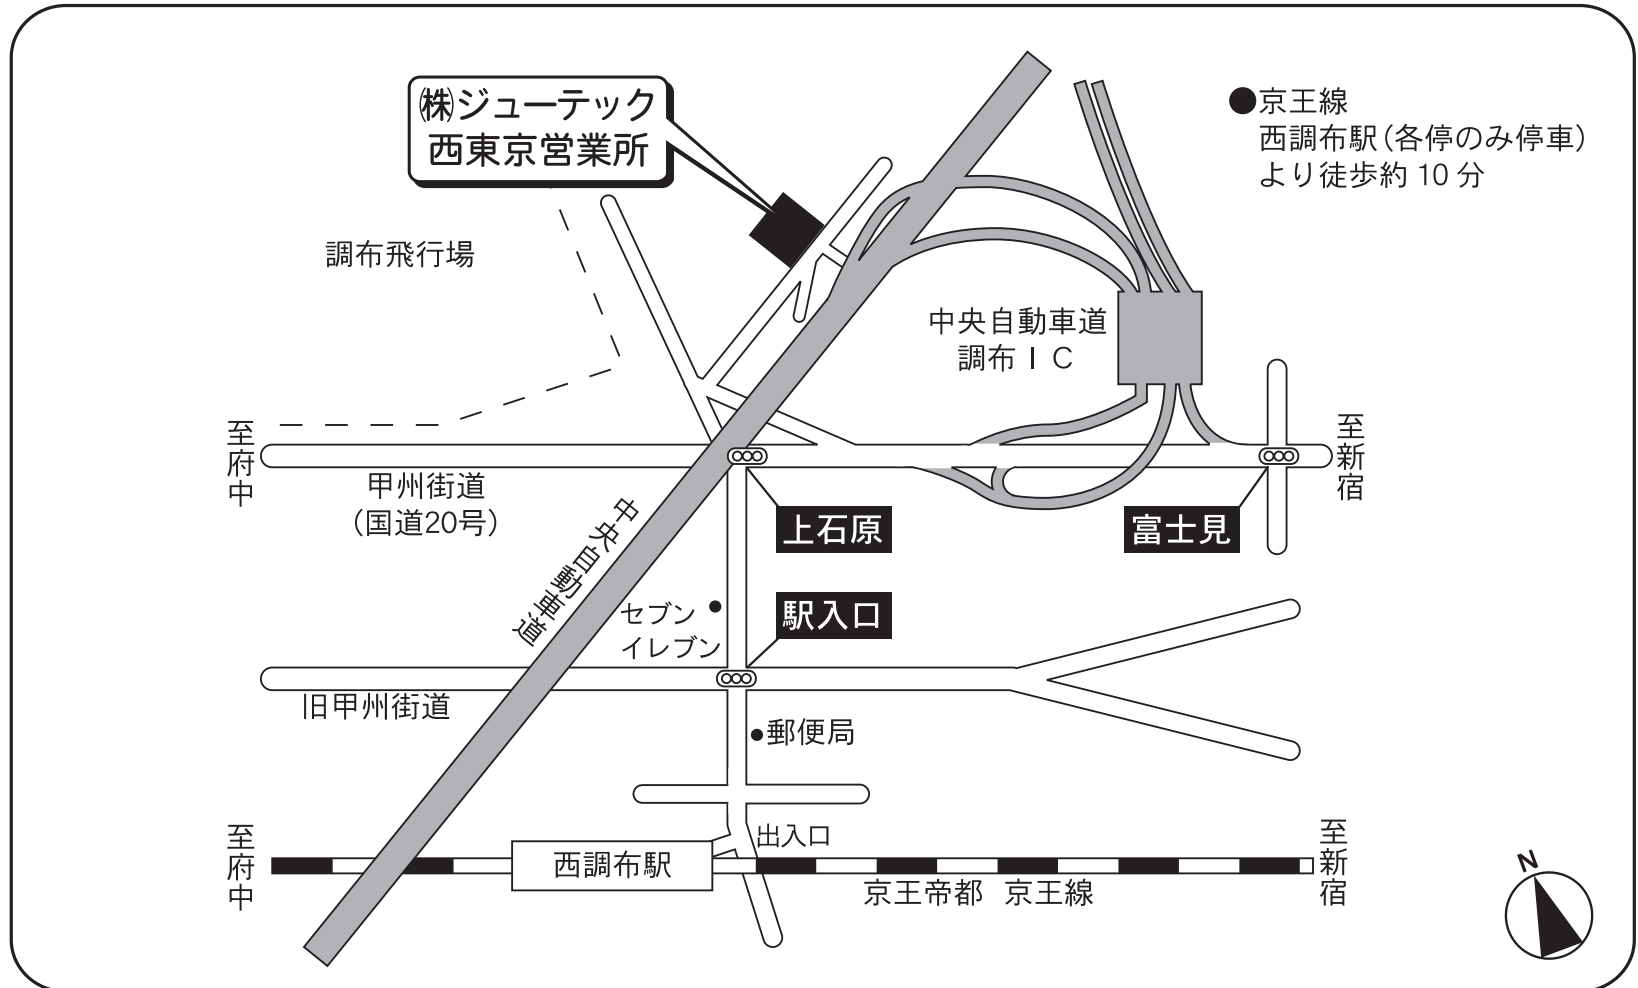 ㈱ジューテック
西東京営業所
●京王線
西調布駅（各停のみ停車）
より徒歩約 10 分
調布飛行場
中央自動車道
調布ＩＣ
至府中
至新宿
甲州街道
（国道20号）
上石原
富士見
中央自動車道
セブン
イレブン
駅入口
旧甲州街道
郵便局
出入口
至府中
西調布駅
京王帝都 京王線
至新宿
N